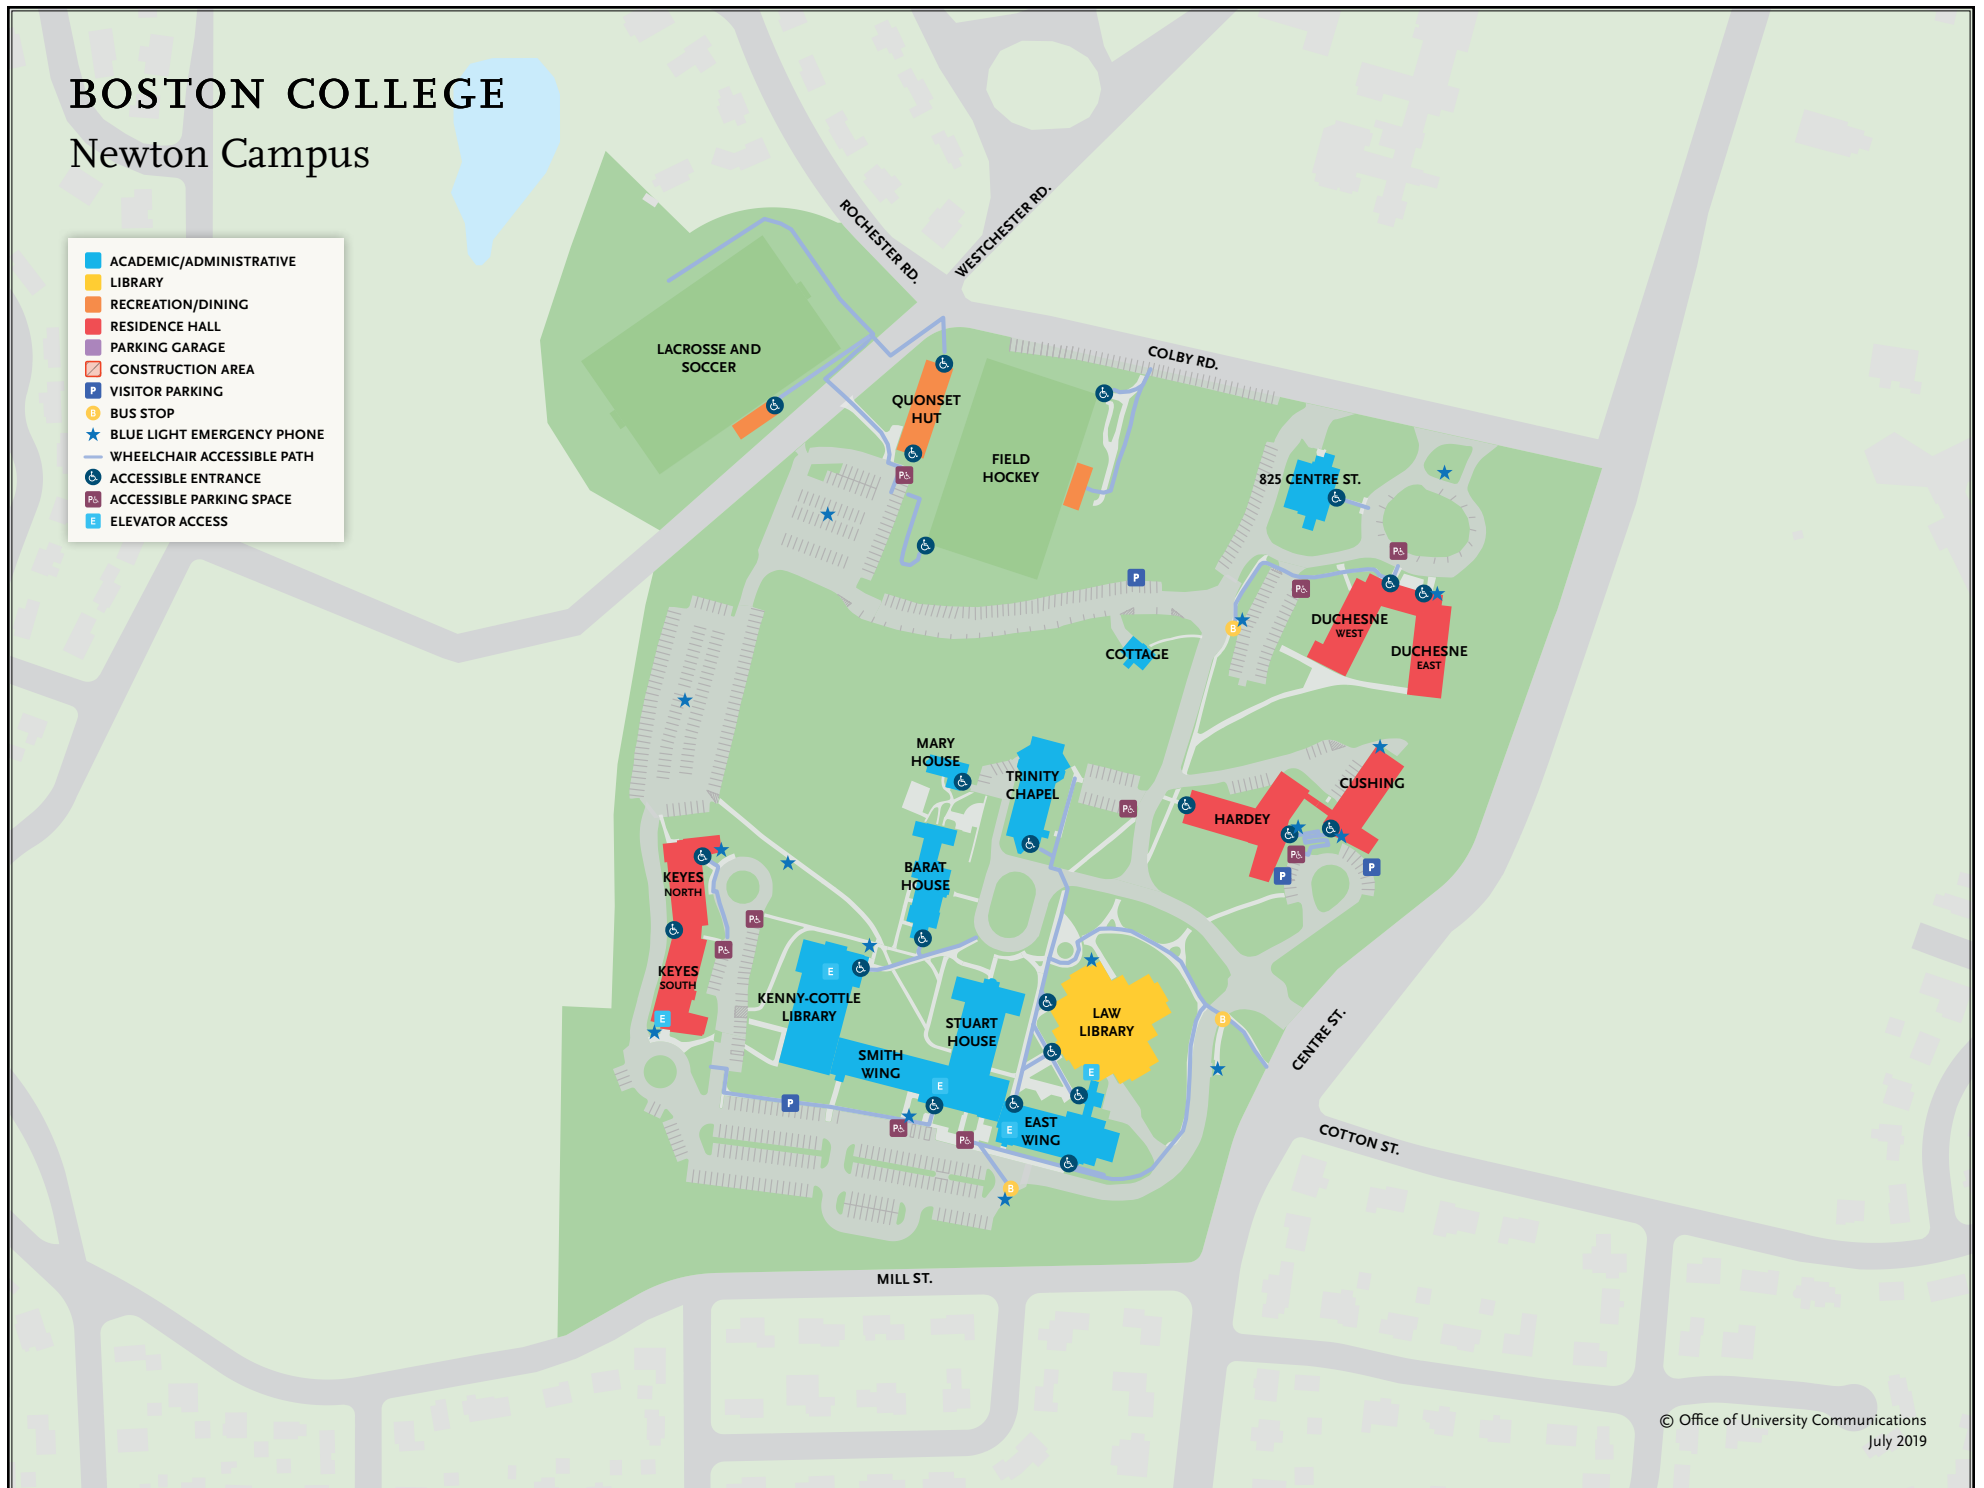 BOSTON COLLEGE
Newton Campus
ACADEMIC/ADMINISTRATIVE
LIBRARY
RECREATION/DINING
RESIDENCE HALL
PARKING GARAGE
CONSTRUCTION AREA
P VISITOR PARKING
B BUS STOP
BLUE LIGHT EMERGENCY PHONE
WHEELCHAIR ACCESSIBLE PATH
ACCESSIBLE ENTRANCE
P ACCESSIBLE PARKING SPACE
E ELEVATOR ACCESS
ROCHESTER RD.
WESTCHESTER RD.
COLBY RD.
LACROSSE AND
SOCCER
QUONSET
HUT
P
FIELD
HOCKEY
825 CENTRE ST.
P
P
P
B
DUCHESNE
WEST
DUCHESNE
EAST
COTTAGE
MARY
HOUSE
TRINITY
CHAPEL
P
CUSHING
HARDEY
P
P
P
BARAT
HOUSE
KEYES
NORTH
P
P
KEYES
SOUTH
E
E
KENNY-COTTLE
LIBRARY
STUART
HOUSE
LAW
LIBRARY
B
SMITH
WING
E
E
P
P
P
E
EAST
WING
B
CENTRE ST.
COTTON ST.
MILL ST.
© Office of University Communications
July 2019